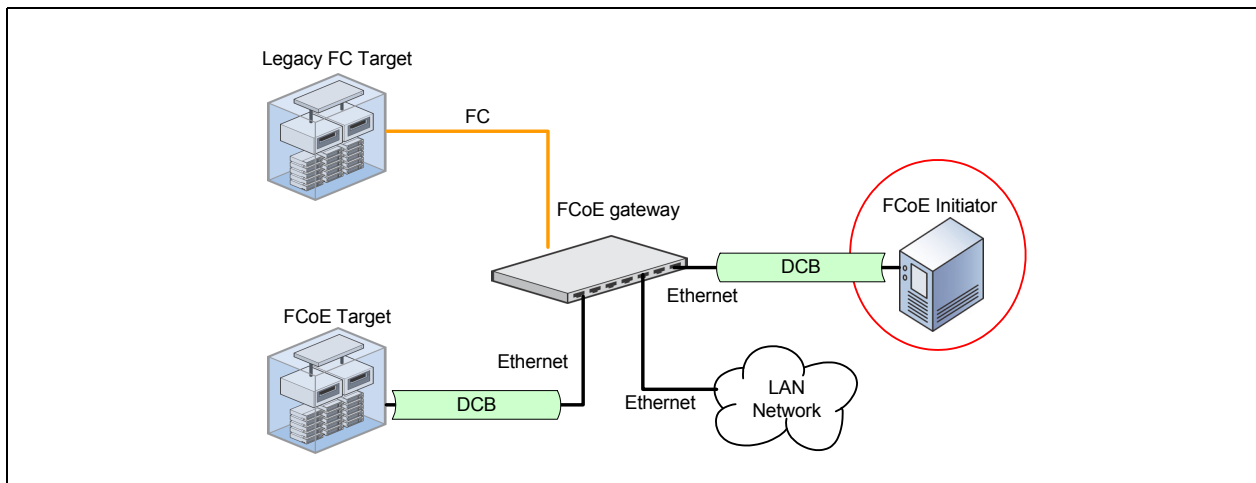 Legacy FC Target
FC
FCoE gateway
FCoE Initiator
DCB
Ethernet
FCoE Target
Ethernet
DCB
Ethernet
LAN
Network